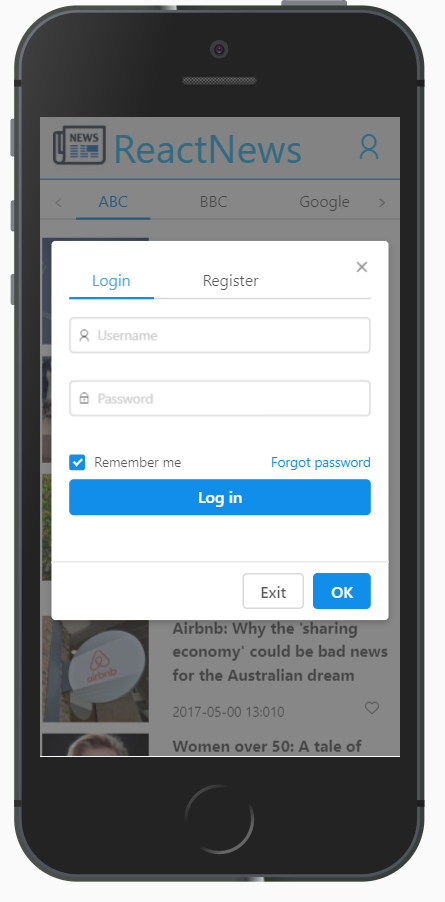 NEWS
ReactNews
ABC
BBC
Google
Login
Register
Username
Password
Remember me
Forgot password
Log in
Exit
OK
airbnb
Airbnb: Why the 'sharing
economy' could be bad news
for the Australian dream
2017-05-00 13:010
Women over 50: A tale of